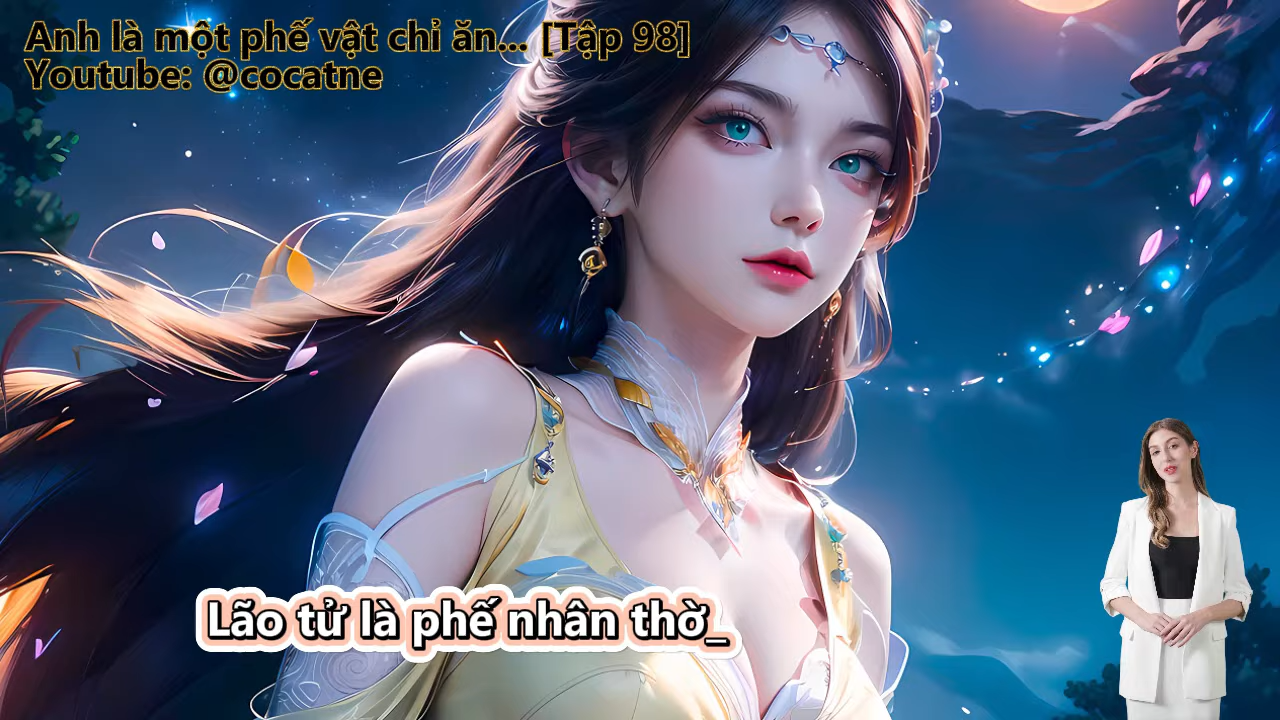 Anh là một phế vật chỉ ăn... [Tập 98]
Youtube: @cocatne
Lão tử là phế nhân thờ_